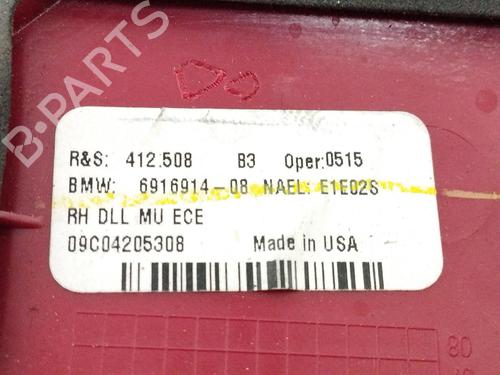 R&S: 412.508 B3 Oper:0515
BMW: 6916914-08 NAEL: E1E02S
RH DLL MU ECE
09C04205308 Made in USA
B-PARTS
80